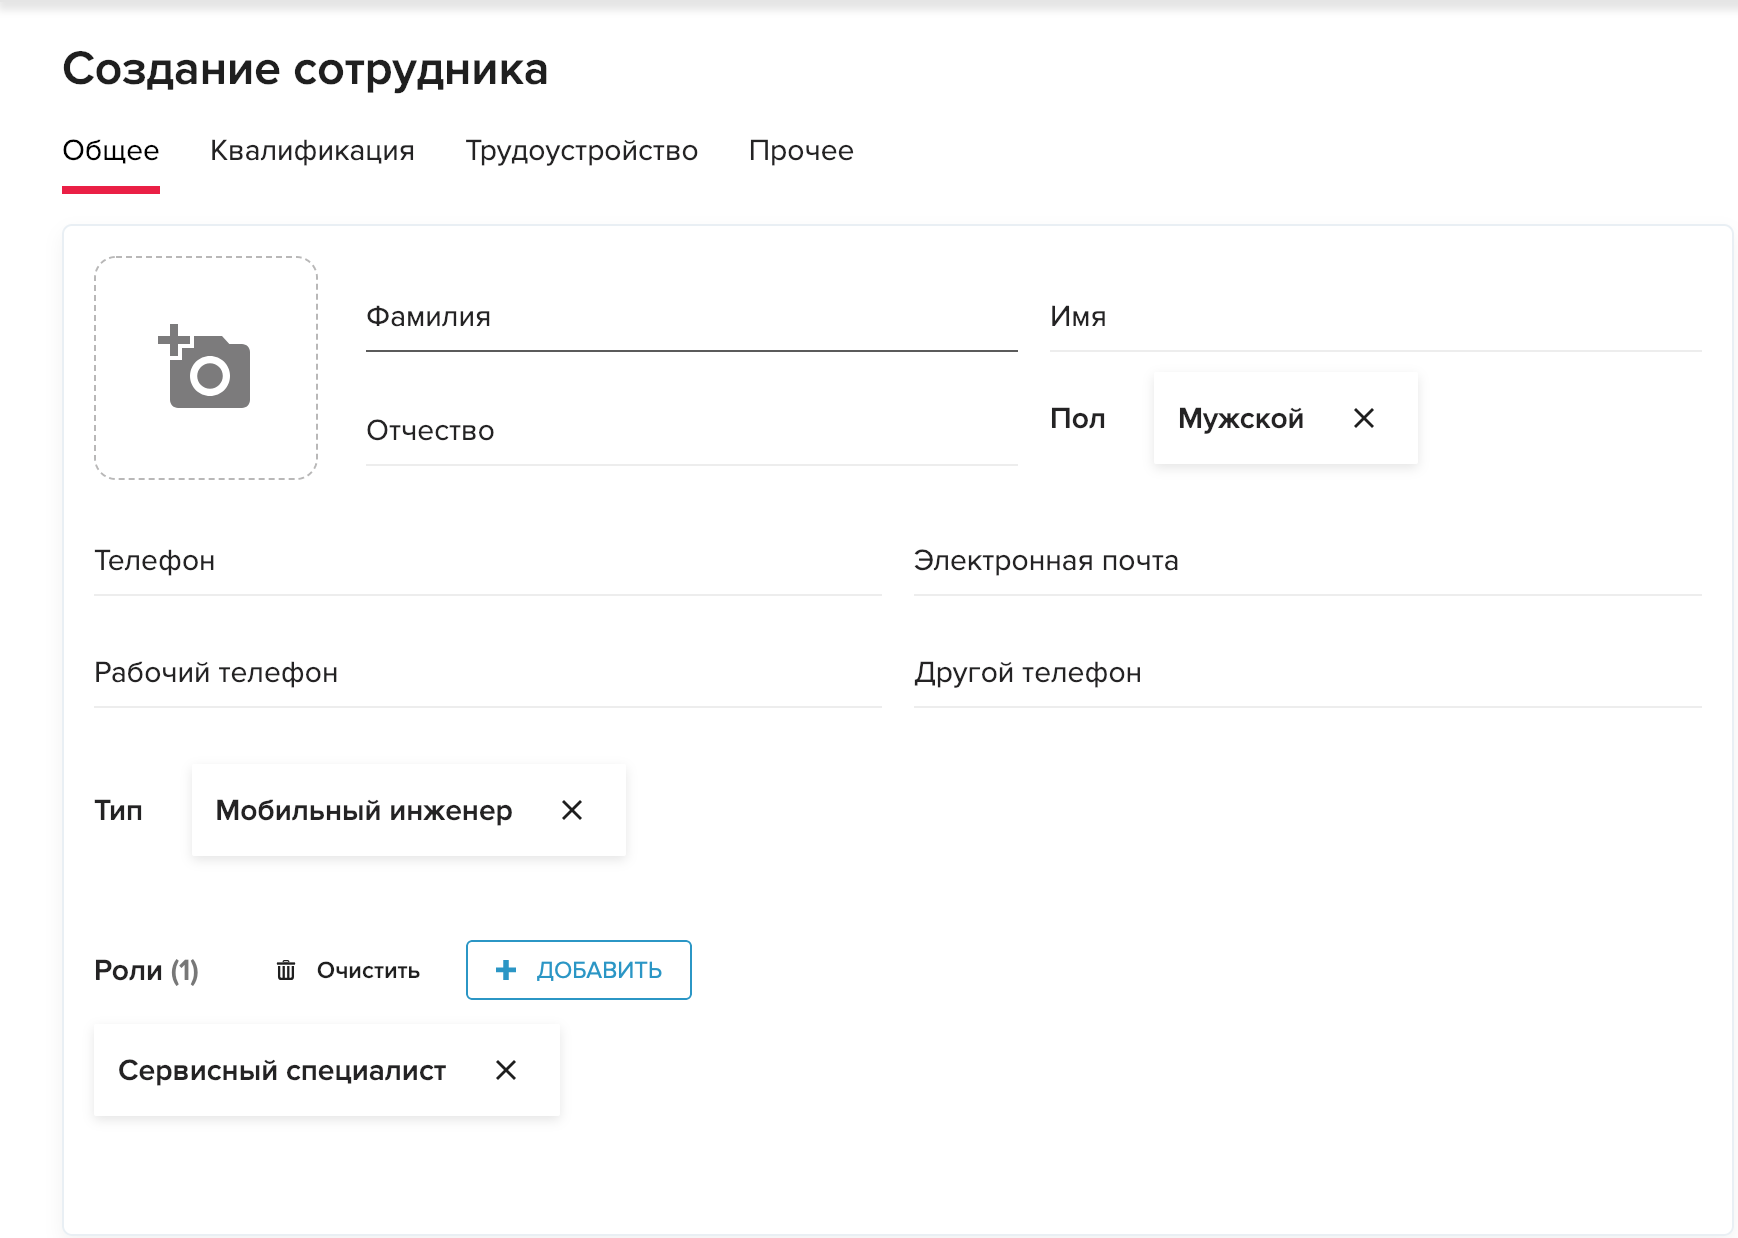 Создание сотрудника
Общее Квалификация Трудоустройство Прочее
Фамилия Имя
Отчество Пол Мужской
Телефон Электронная почта
Рабочий телефон Другой телефон
Тип Мобильный инженер
Роли (1) Очистить ДОБАВИТЬ
Сервисный специалист